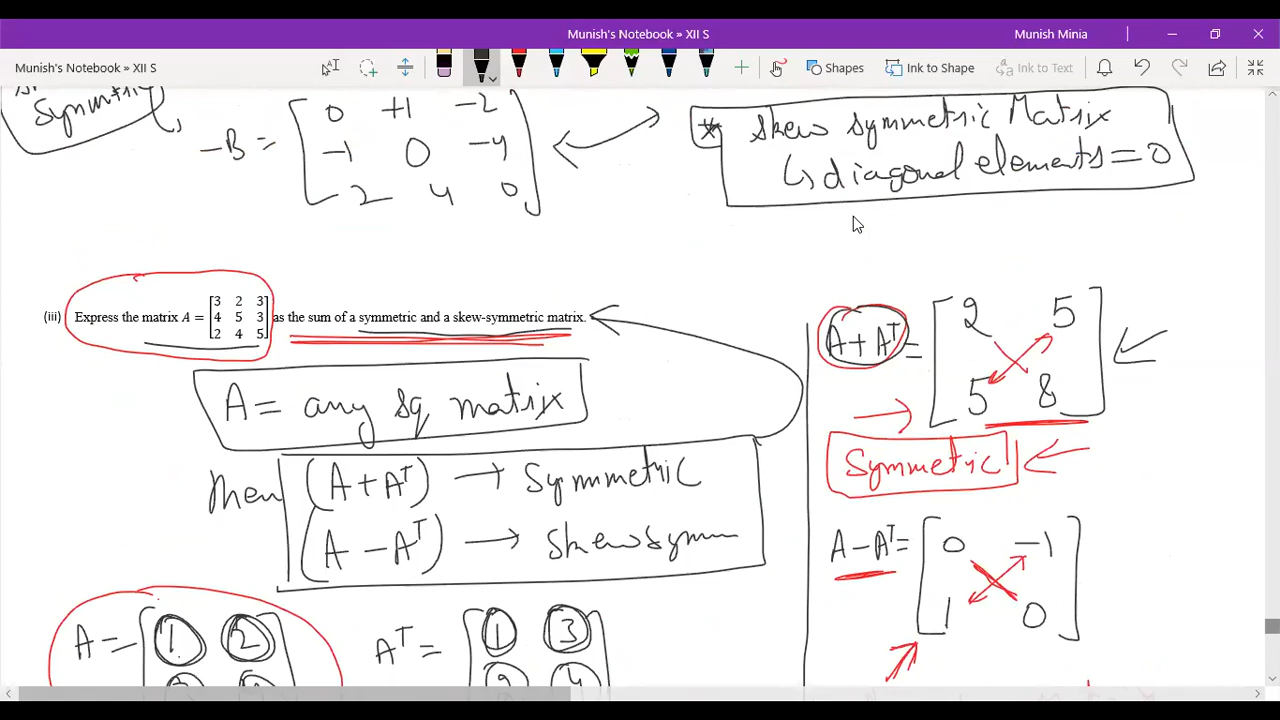 Munish's Notebook » XII S
Munish Minia
Munish's Notebook » XII S
Shapes
Ink to Shape
Ink to Text
Symmetric
-B = [0 +1 -2
-1 0 -4
2 4 0]
* Skew symmetric Matrix
↳ diagonal elements = 0
(iii) Express the matrix A = [3 2 3
4 5 3
2 4 5] as the sum of a symmetric and a skew-symmetric matrix.
A = any sq matrix
Then (A + Aᵀ) → Symmetric
(A - Aᵀ) → Skew symm
A = [1 2
Aᵀ = [1 3
A + Aᵀ = [2 5
5 8]
Symmetric
A - Aᵀ = [0 -1
1 0]